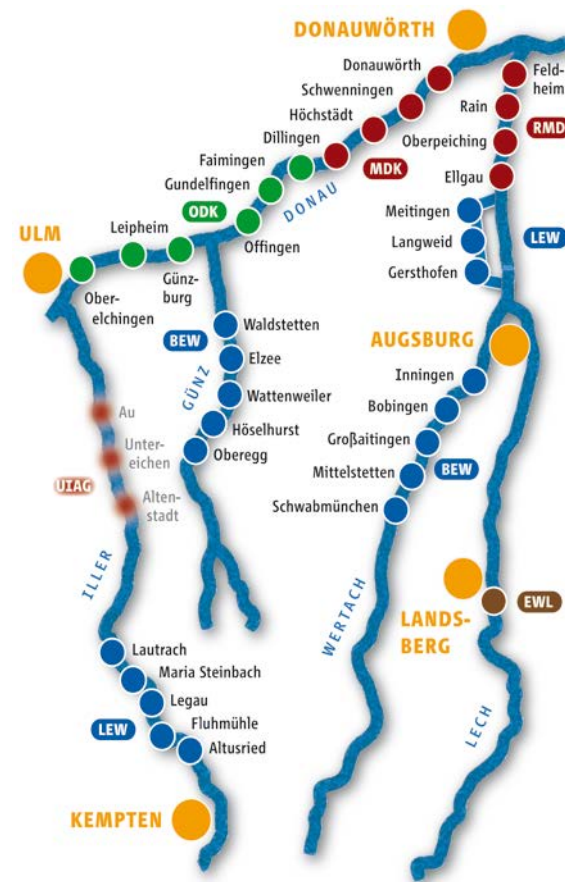 DONAUWÖRTH
Donauwörth
Schwenningen
Höchstädt
Dillingen
Faimingen
Gundelfingen
MDK
DONAU
ODK
Offingen
Leipheim
Günz-
burg
ULM
Ober-
elchingen
Feld-
heim
Rain
RMD
Oberpeiching
Ellgau
Meitingen
Langweid
LEW
Gersthofen
AUGSBURG
BEW
Waldstetten
Elzee
GÜNZ
Wattenweiler
Höselhurst
Oberegg
Inningen
Bobingen
Großaitingen
BEW
Mittelstetten
Schwabmünchen
WERTACH
Au
Unter-
eichen
UIAG
Alten-
stadt
ILLER
LANDS-
BERG
EWL
LECH
Lautrach
Maria Steinbach
Legau
LEW
Fluhmühle
Altusried
KEMPTEN